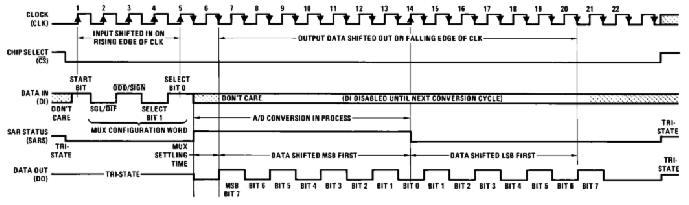 1 2 3 4 5 6 7 8 9 10 11 12 13 14 15 16 17 18 19 20 21 22
CLOCK
(CLK)
INPUT SHIFTED IN ON
RISING EDGE OF CLK
OUTPUT DATA SHIFTED OUT ON FALLING EDGE OF CLK
CHIP SELECT
(CS)
START
BIT
ODD/SIGN
SELECT
BIT 0
DATA IN
(DI)
DON'T CARE
(DI DISABLED UNTIL NEXT CONVERSION CYCLE)
DON'T
CARE
SGL/DIF
SELECT
BIT 1
MUX CONFIGURATION WORD
A/D CONVERSION IN PROCESS
TRI-
STATE
SAR STATUS
(SARS)
TRI-
STATE
MUX
SETTLING
TIME
DATA SHIFTED MSB FIRST
DATA SHIFTED LSB FIRST
TRI-
STATE
DATA OUT
(DO)
TRI-STATE
MSB
BIT 7
BIT 6
BIT 5
BIT 4
BIT 3
BIT 2
BIT 1
BIT 0
BIT 1
BIT 2
BIT 3
BIT 4
BIT 5
BIT 6
BIT 7